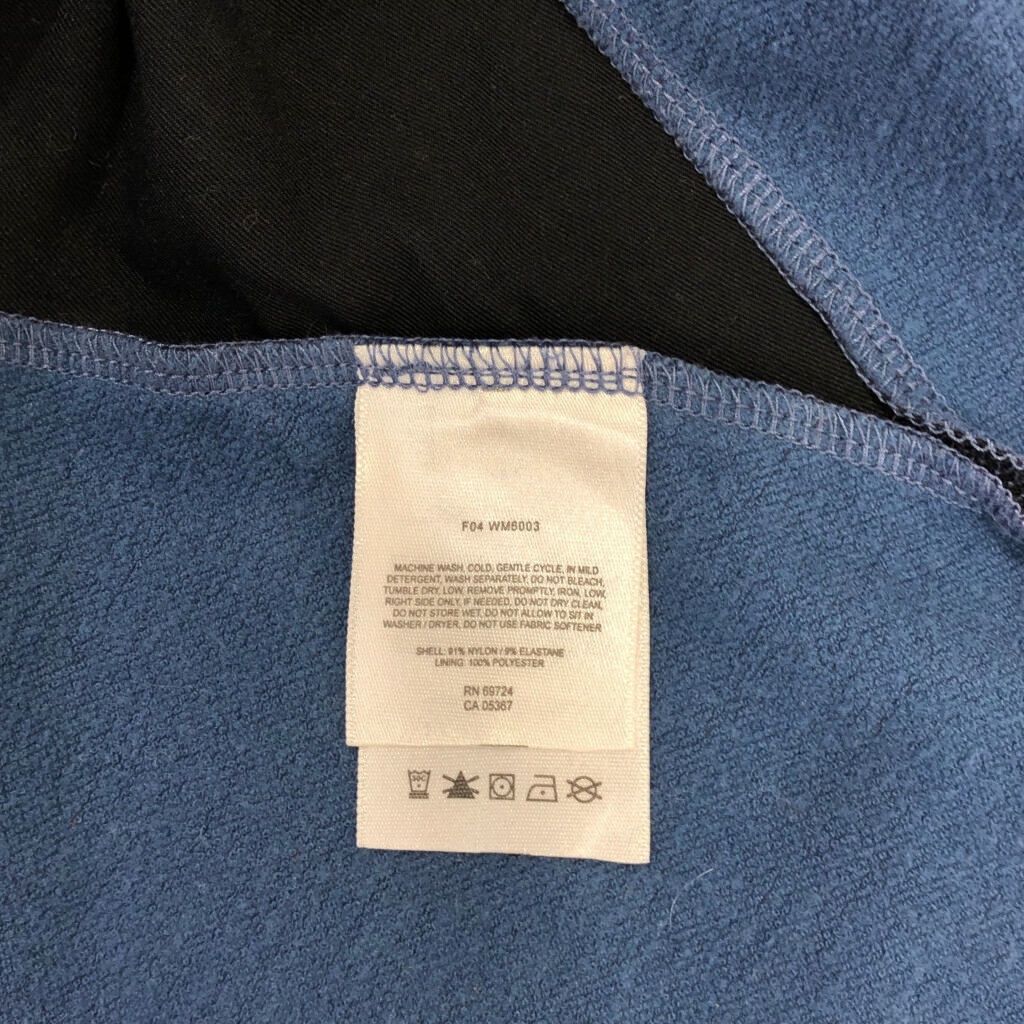 F04 WM6003
MACHINE WASH, COLD, GENTLE CYCLE, IN MILD
DETERGENT, WASH SEPARATELY, DO NOT BLEACH,
TUMBLE DRY, LOW, REMOVE PROMPTLY, IRON, LOW,
RIGHT SIDE ONLY, IF NEEDED, DO NOT DRY CLEAN,
DO NOT STORE WET, DO NOT ALLOW TO SIT IN
WASHER / DRYER, DO NOT USE FABRIC SOFTENER
SHELL: 91% NYLON / 9% ELASTANE
LINING: 100% POLYESTER
RN 69724
CA 05367
30C